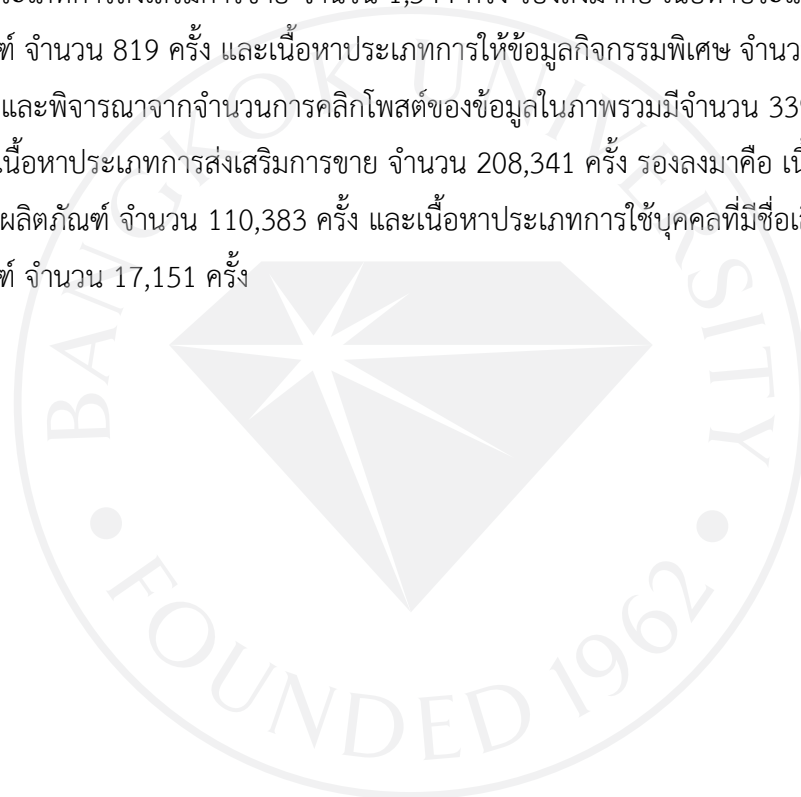 จำนวน 1,344 ครั้ง
ฑ์ จำนวน 819 ครั้ง และเนื้อหาประเภทการให้ข้อมูลกิจกรรมพิเศษ
และพิจารณาจากจำนวนการคลิกโพสต์ของข้อมูลในภาพรวมมีจำนวน
เนื้อหาประเภทการส่งเสริมการขาย จำนวน 208,341 ครั้ง รองลงมาคือ
ผลิตภัณฑ์ จำนวน 110,383 ครั้ง และเนื้อหาประเภทการใช้บุคคลที่มี
ฑ์ จำนวน 17,151 ครั้ง
BANGKOK UNIVERSITY
FOUNDED 1962